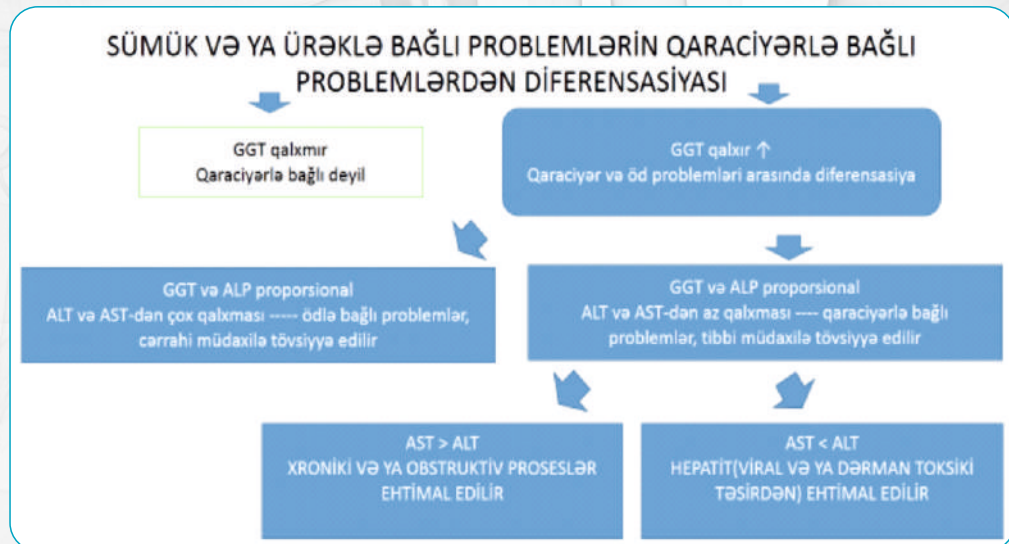 SÜMÜK VƏ YA ÜRƏKLƏ BAĞLI PROBLEMLƏRİN QARACİYƏRLƏ BAĞLI
PROBLEMLƏRDƏN DİFERENSASİYASI
GGT qalxmır
Qaraciyərlə bağlı deyil
GGT qalxır ↑
Qaraciyər və öd problemləri arasında diferensasiya
GGT və ALP proporsional
ALT və AST-dən çox qalxması ----- ödlə bağlı problemlər,
cərrahi müdaxilə tövsiyyə edilir
GGT və ALP proporsional
ALT və AST-dən az qalxması ---- qaraciyərlə bağlı
problemlər, tibbi müdaxilə tövsiyyə edilir
AST > ALT
XRONİKİ VƏ YA OBSTRUKTİV PROSESLƏR
EHTİMAL EDİLİR
AST < ALT
HEPATİT(VİRAL VƏ YA DƏRMAN TOKSİKİ
TƏSİRDƏN) EHTİMAL EDİLİR